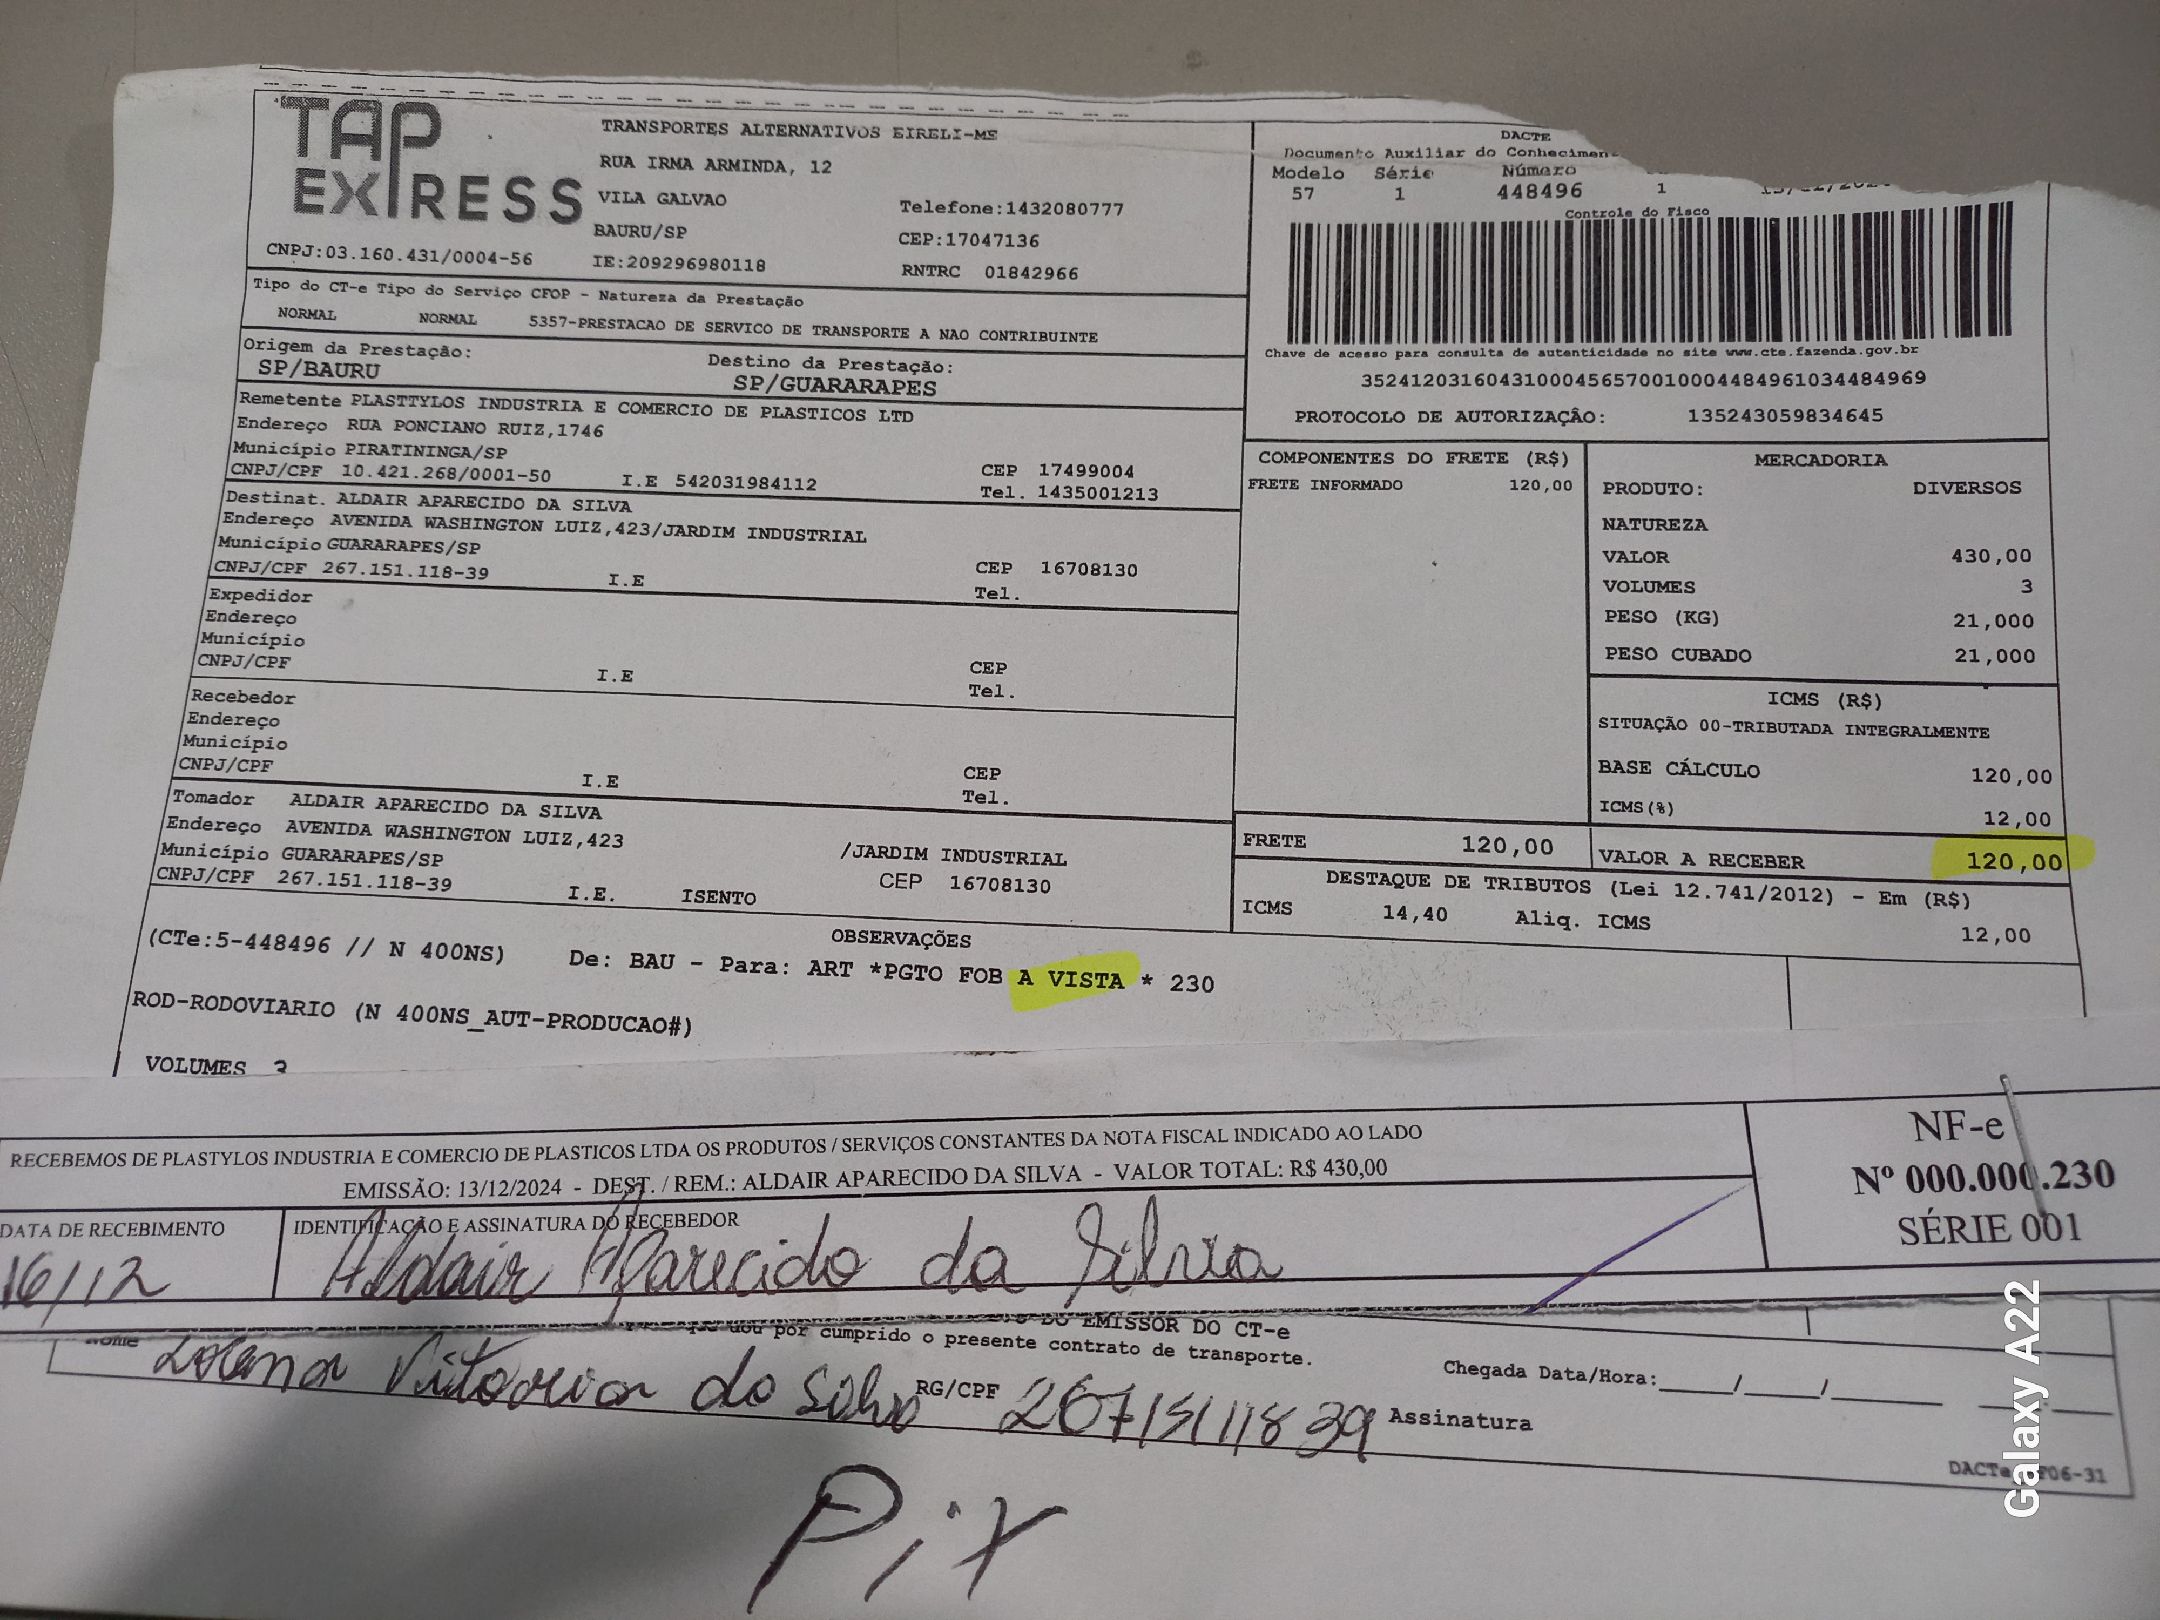 TAP
EXPRESS
TRANSPORTES ALTERNATIVOS EIRELI-ME
RUA IRMA ARMINDA, 12
VILA GALVAO
Telefone:1432080777
BAURU/SP
CEP:17047136
CNPJ:03.160.431/0004-56
IE:209296980118
RNTRC 01842966
DACTE
Documento Auxiliar do Conhecimen
Modelo Série Número
57 1 448496 1
Controle do Fisco
Chave de acesso para consulta de autenticidade no site www.cte.fazenda.gov.br
35241203160431000456570010004484961034484969
PROTOCOLO DE AUTORIZAÇÃO: 135243059834645
Tipo do CT-e Tipo do Serviço CFOP - Natureza da Prestação
NORMAL NORMAL 5357-PRESTACAO DE SERVICO DE TRANSPORTE A NAO CONTRIBUINTE
Origem da Prestação:
SP/BAURU
Destino da Prestação:
SP/GUARARAPES
Remetente PLASTTYLOS INDUSTRIA E COMERCIO DE PLASTICOS LTD
Endereço RUA PONCIANO RUIZ,1746
Município PIRATININGA/SP
CEP 17499004
CNPJ/CPF 10.421.268/0001-50 I.E 542031984112 Tel. 1435001213
Destinat. ALDAIR APARECIDO DA SILVA
Endereço AVENIDA WASHINGTON LUIZ,423/JARDIM INDUSTRIAL
Município GUARARAPES/SP
CEP 16708130
CNPJ/CPF 267.151.118-39 I.E Tel.
Expedidor
Endereço
Município
CEP
CNPJ/CPF I.E Tel.
Recebedor
Endereço
Município
CEP
CNPJ/CPF I.E Tel.
Tomador ALDAIR APARECIDO DA SILVA
Endereço AVENIDA WASHINGTON LUIZ,423 /JARDIM INDUSTRIAL
Município GUARARAPES/SP CEP 16708130
CNPJ/CPF 267.151.118-39 I.E. ISENTO
COMPONENTES DO FRETE (R$)
FRETE INFORMADO 120,00
MERCADORIA
PRODUTO: DIVERSOS
NATUREZA
VALOR 430,00
VOLUMES 3
PESO (KG) 21,000
PESO CUBADO 21,000
ICMS (R$)
SITUAÇÃO 00-TRIBUTADA INTEGRALMENTE
BASE CÁLCULO 120,00
ICMS(%) 12,00
FRETE 120,00
VALOR A RECEBER 120,00
DESTAQUE DE TRIBUTOS (Lei 12.741/2012) - Em (R$)
ICMS 14,40 Aliq. ICMS 12,00
OBSERVAÇÕES
(CTe:5-448496 // N 400NS) De: BAU - Para: ART *PGTO FOB A VISTA * 230
ROD-RODOVIARIO (N 400NS_AUT-PRODUCAO#)
VOLUMES 3
RECEBEMOS DE PLASTYLOS INDUSTRIA E COMERCIO DE PLASTICOS LTDA OS PRODUTOS / SERVIÇOS CONSTANTES DA NOTA FISCAL INDICADO AO LADO
EMISSÃO: 13/12/2024 - DEST. / REM.: ALDAIR APARECIDO DA SILVA - VALOR TOTAL: R$ 430,00
NF-e
Nº 000.000.230
SÉRIE 001
DATA DE RECEBIMENTO
16/12
IDENTIFICAÇÃO E ASSINATURA DO RECEBEDOR
Aldair Aparecido da Silvia
DO EMISSOR DO CT-e
dou por cumprido o presente contrato de transporte.
Nome Vitoria do Silva
RG/CPF 26715111839
Chegada Data/Hora:_____/_____/_____
Assinatura
Pix
Galaxy A22